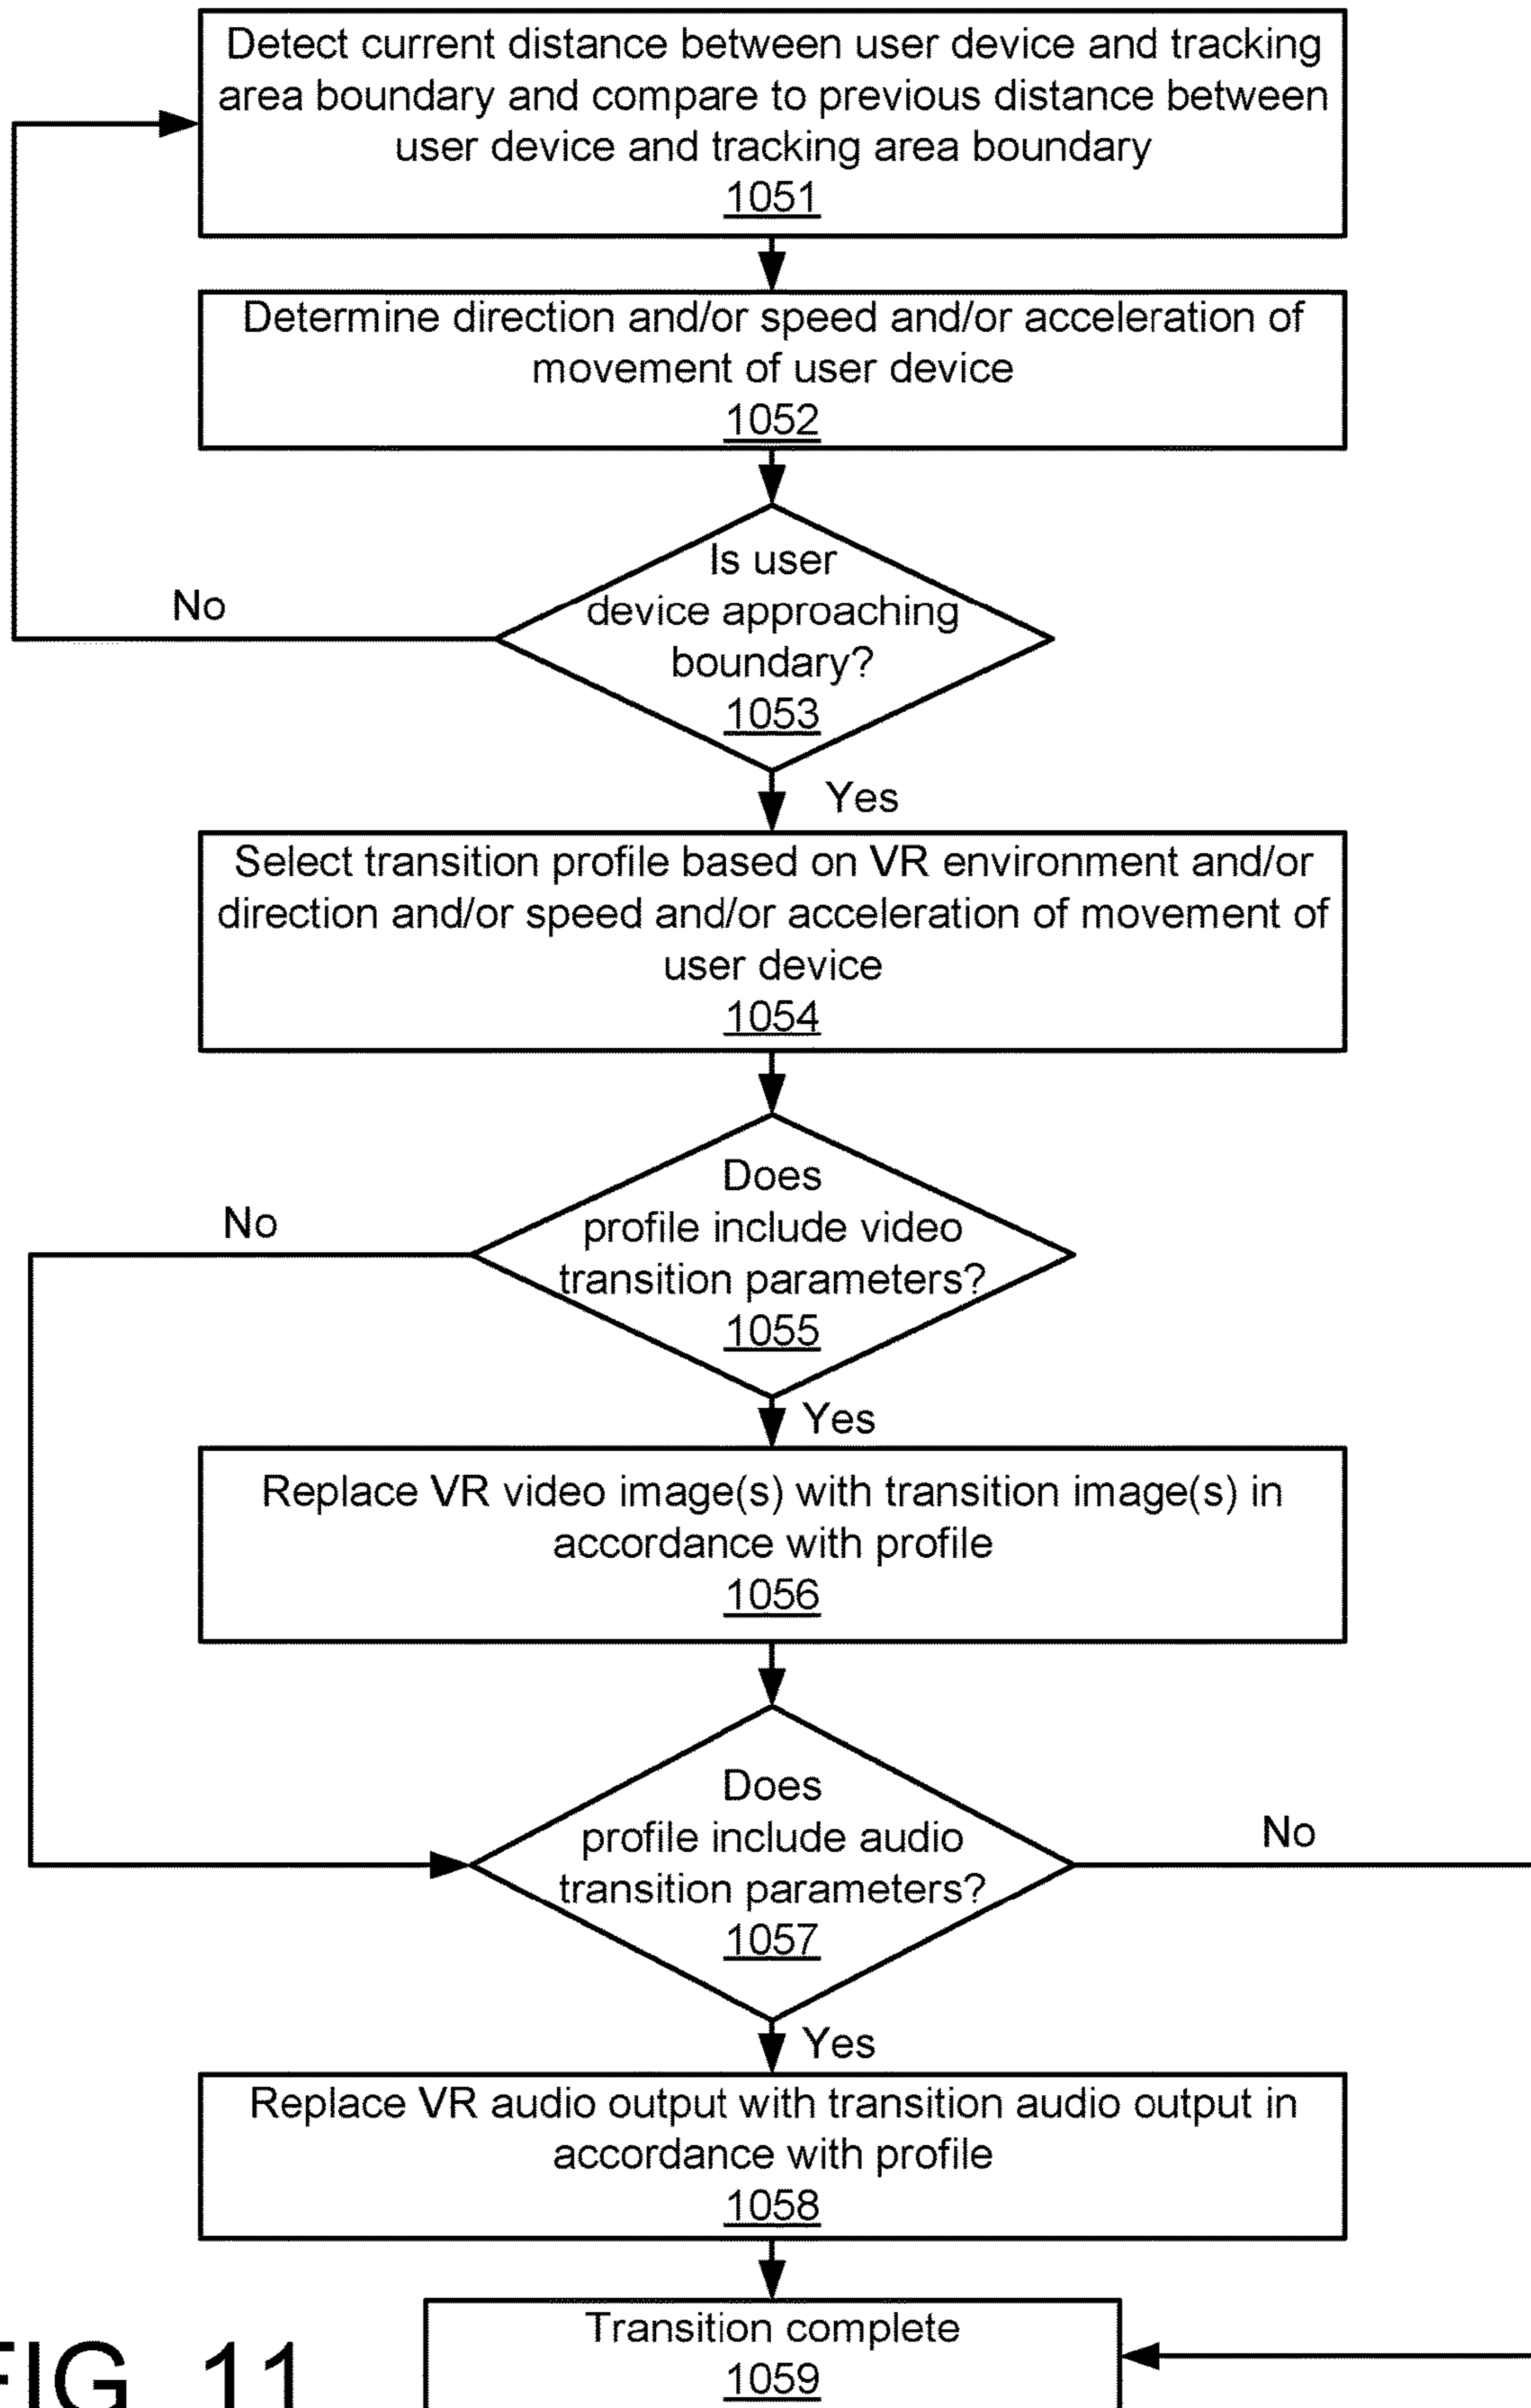 Detect current distance between user device and tracking
area boundary and compare to previous distance between
user device and tracking area boundary
1051
Determine direction and/or speed and/or acceleration of
movement of user device
1052
Is user
device approaching
boundary?
1053
No
Yes
Select transition profile based on VR environment and/or
direction and/or speed and/or acceleration of movement of
user device
1054
Does
profile include video
transition parameters?
1055
No
Yes
Replace VR video image(s) with transition image(s) in
accordance with profile
1056
Does
profile include audio
transition parameters?
1057
No
Yes
Replace VR audio output with transition audio output in
accordance with profile
1058
Transition complete
1059
FIG. 11